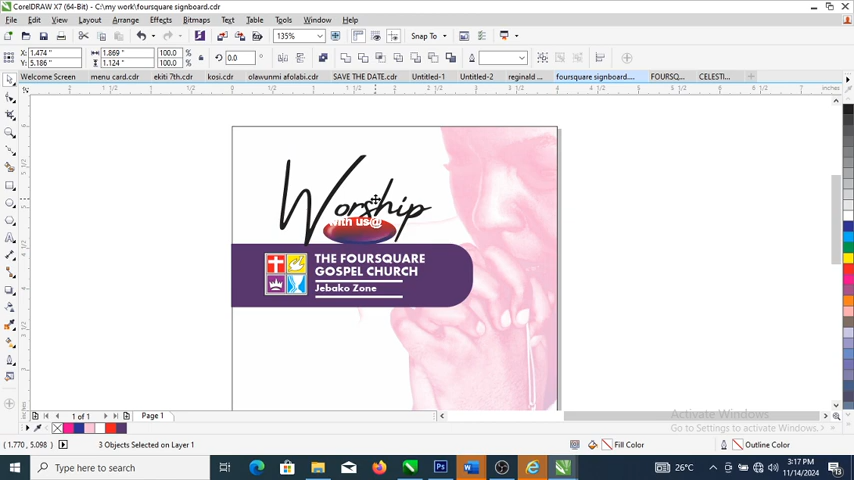 CorelDRAW X7 (64-Bit) - C:\my work\foursquare signboard.cdr
File Edit View Layout Arrange Effects Bitmaps Text Table Tools Window Help
135% Snap To
X: 1.474 " 1.869 " 100.0 %
Y: 5.186 " 1.124 " 100.0 % 0.0
Welcome Screen menu card.cdr ekiti 7th.cdr kosi.cdr olawunmi afolabi.cdr SAVE THE DATE.cdr Untitled-1 Untitled-2 reginald ... foursquare signboard.... FOURSQ... CELESTI...
inches
Worship
with us@
THE FOURSQUARE
GOSPEL CHURCH
Jebako Zone
Activate Windows
Go to Settings to activate Windows.
1 of 1 Page 1
(1.770, 5.098) 3 Objects Selected on Layer 1 Fill Color Outline Color
Type here to search 26°C 3:17 PM
11/14/2024